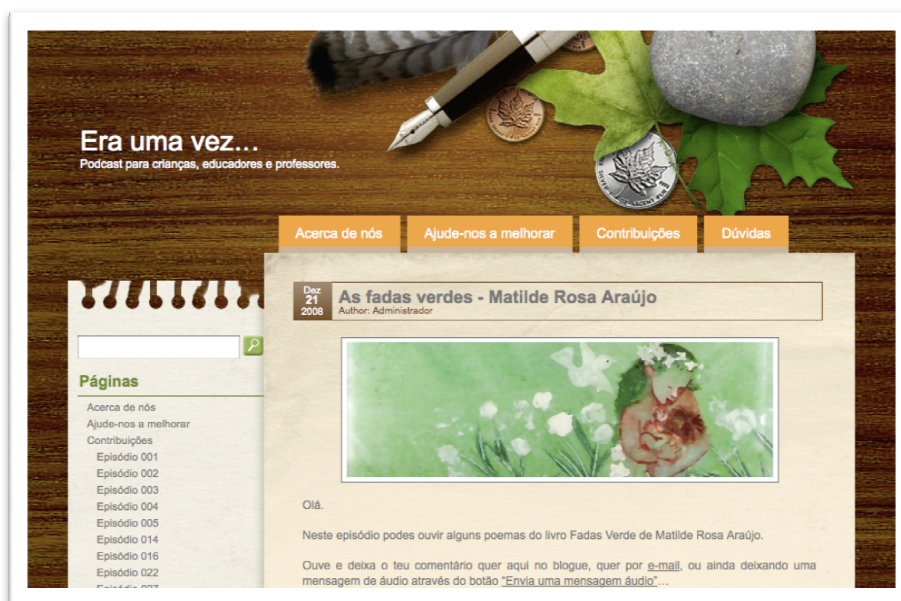 Era uma vez...
Podcast para crianças, educadores e professores.
Acerca de nós
Ajude-nos a melhorar
Contribuições
Dúvidas
Páginas
Acerca de nós
Ajude-nos a melhorar
Contribuições
Episódio 001
Episódio 002
Episódio 003
Episódio 004
Episódio 005
Episódio 014
Episódio 016
Episódio 022
Episódio 027
Dez
21
2008
As fadas verdes - Matilde Rosa Araújo
Author: Administrador
Olá.
Neste episódio podes ouvir alguns poemas do livro Fadas Verde de Matilde Rosa Araújo.
Ouve e deixa o teu comentário quer aqui no blogue, quer por e-mail, ou ainda deixando uma
mensagem de áudio através do botão "Envia uma mensagem áudio"...